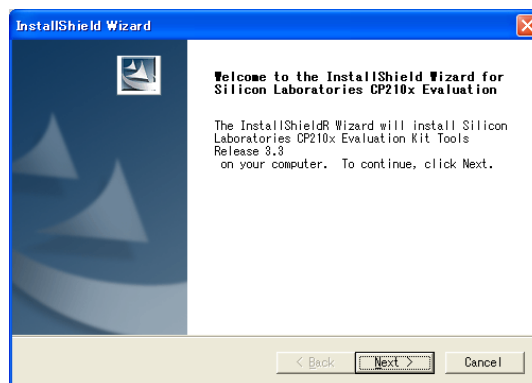 InstallShield Wizard
Welcome to the InstallShield Wizard for
Silicon Laboratories CP210x Evaluation
The InstallShieldR Wizard will install Silicon
Laboratories CP210x Evaluation Kit Tools
Release 3.3
on your computer.  To continue, click Next.
< Back
Next >
Cancel